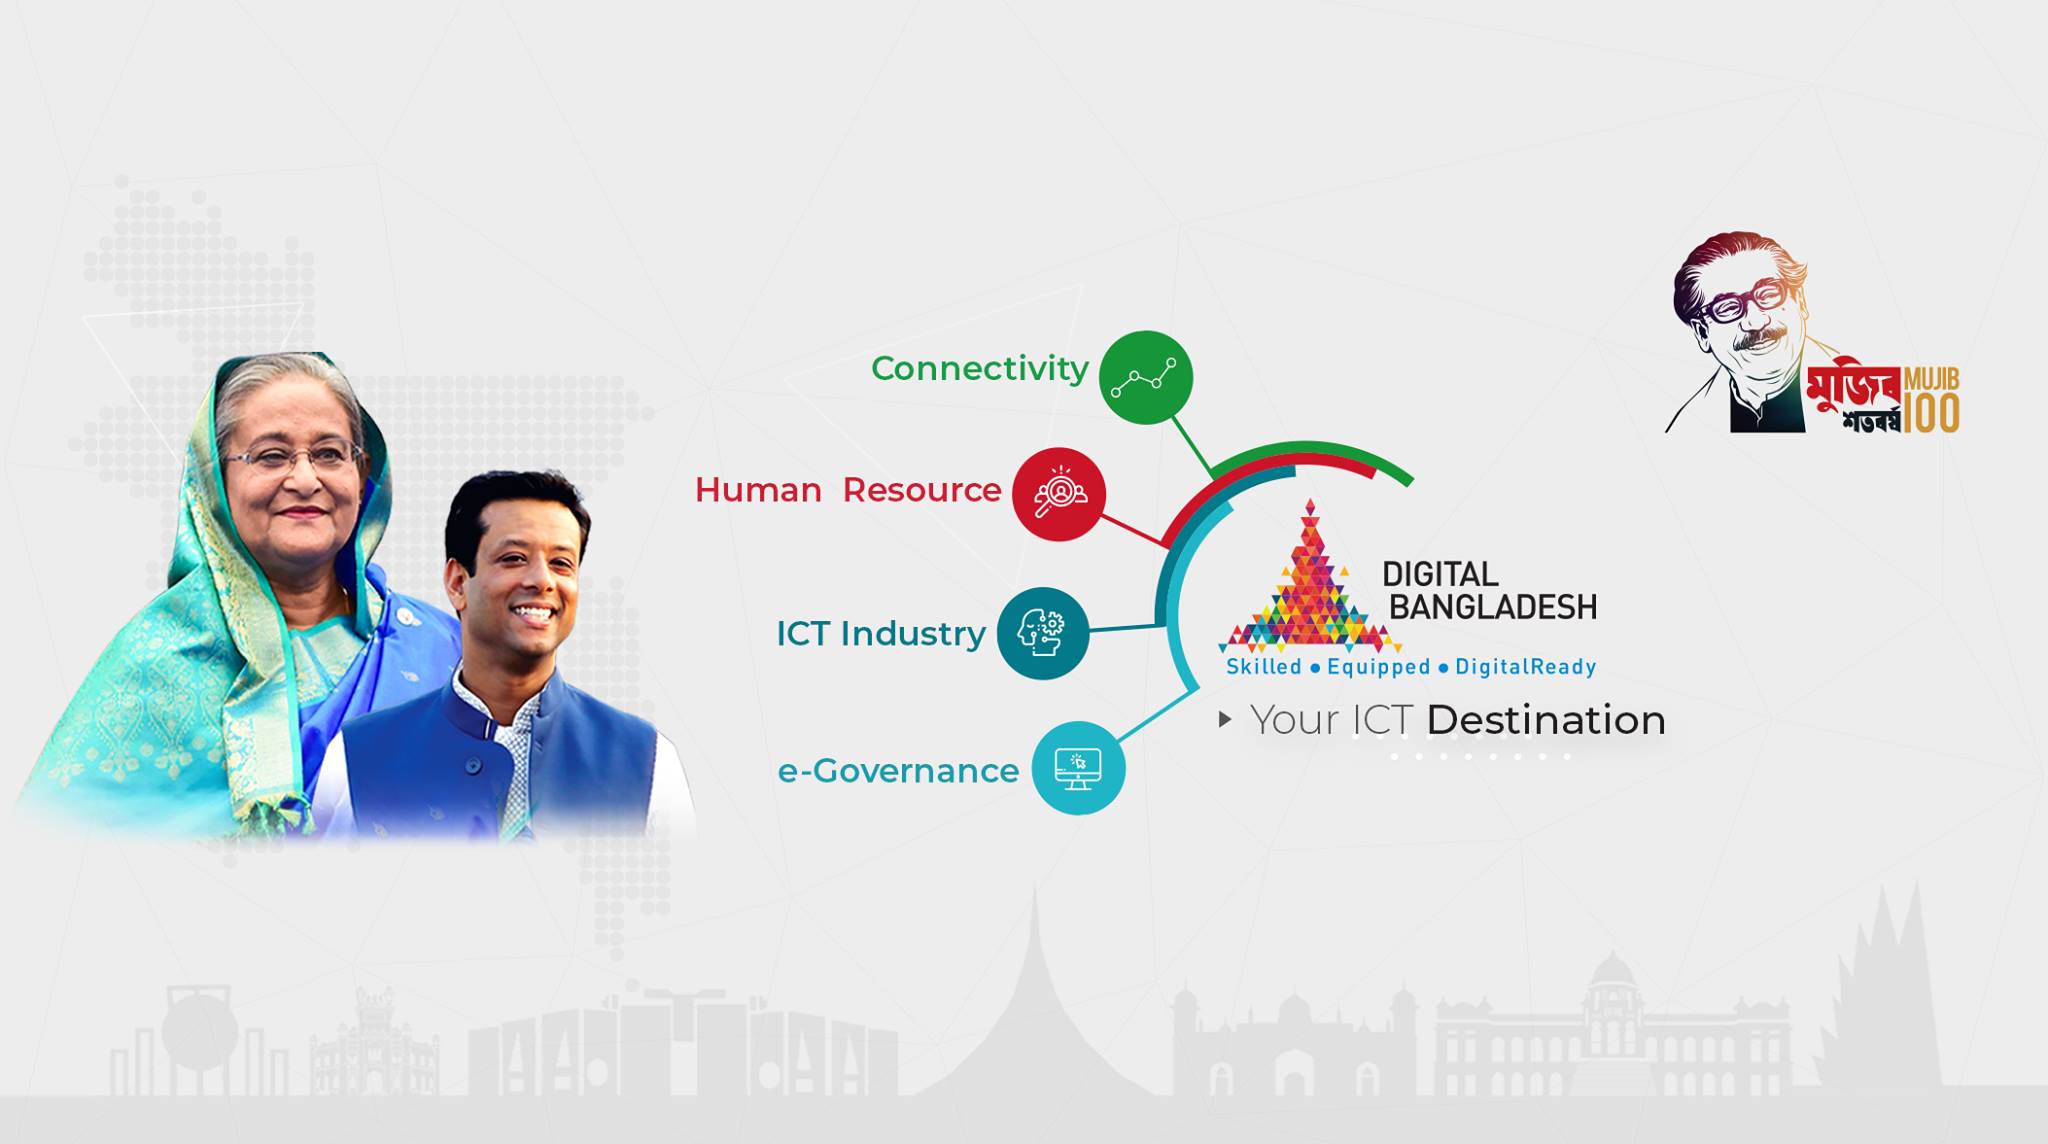 Connectivity
Human Resource
ICT Industry
e-Governance
DIGITAL
BANGLADESH
Skilled • Equipped • DigitalReady
Your ICT Destination
মুজিব MUJIB
শতবর্ষ 100